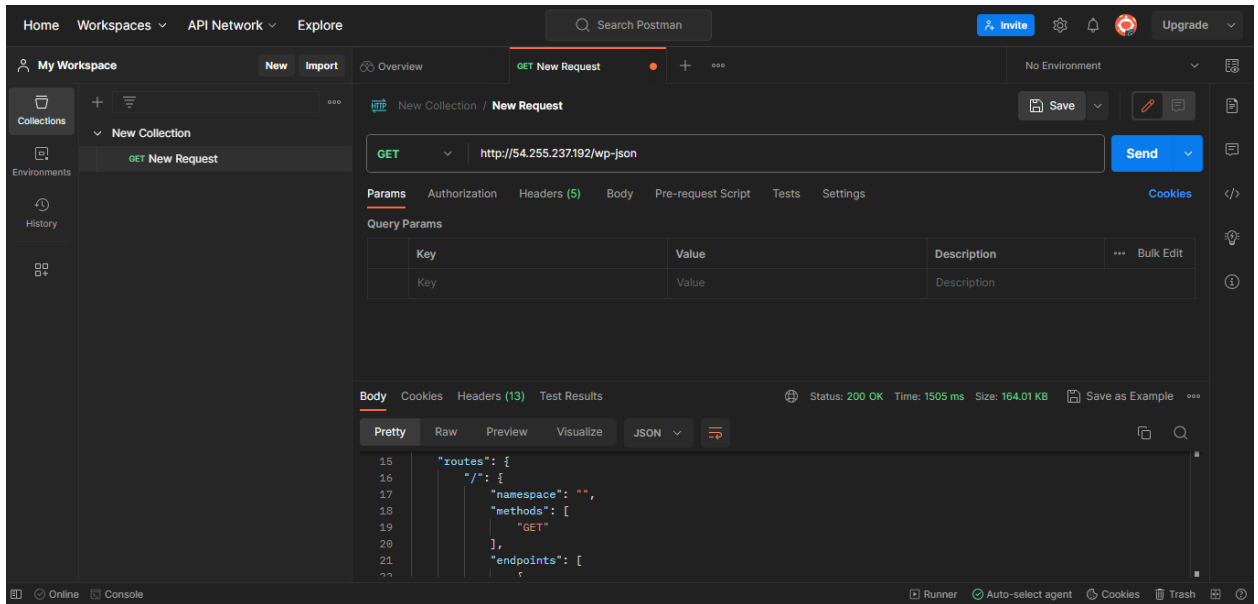 Home Workspaces API Network Explore Search Postman Invite Upgrade
My Workspace New Import Overview GET New Request No Environment
Collections
New Collection / New Request Save
New Collection
GET New Request
GET http://54.255.237.192/wp-json Send
Environments
Params Authorization Headers (5) Body Pre-request Script Tests Settings Cookies
History
Query Params
Key Value Description Bulk Edit
Key Value Description
Body Cookies Headers (13) Test Results Status: 200 OK Time: 1505 ms Size: 164.01 KB Save as Example
Pretty Raw Preview Visualize JSON
15 "routes": {
16 "/": {
17 "namespace": "",
18 "methods": [
19 "GET"
20 ],
21 "endpoints": [
22 {
Online Console Runner Auto-select agent Cookies Trash